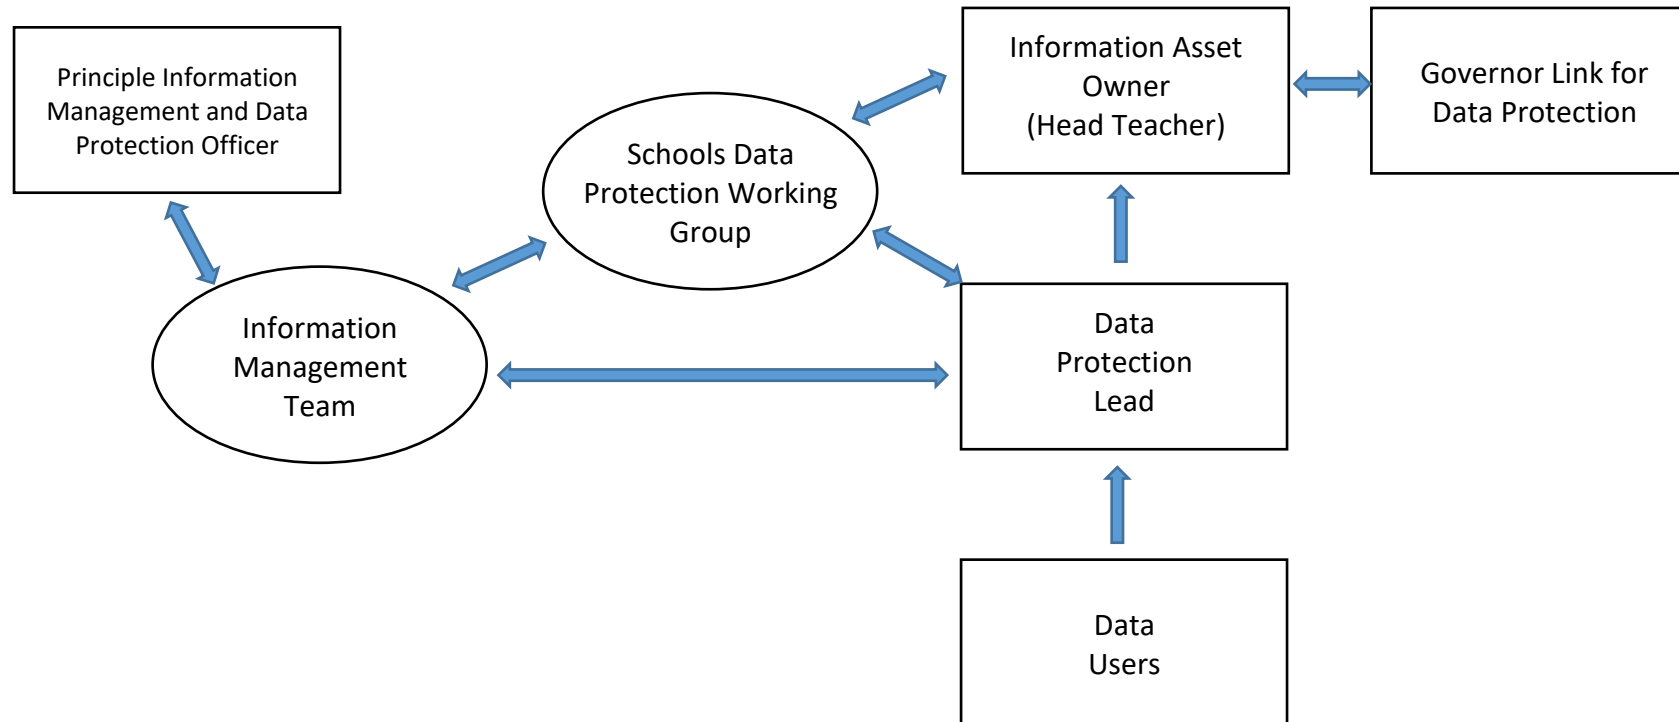 Principle Information
Management and Data
Protection Officer
Schools Data
Protection Working
Group
Information Asset
Owner
(Head Teacher)
Governor Link for
Data Protection
Information
Management
Team
Data
Protection
Lead
Data
Users